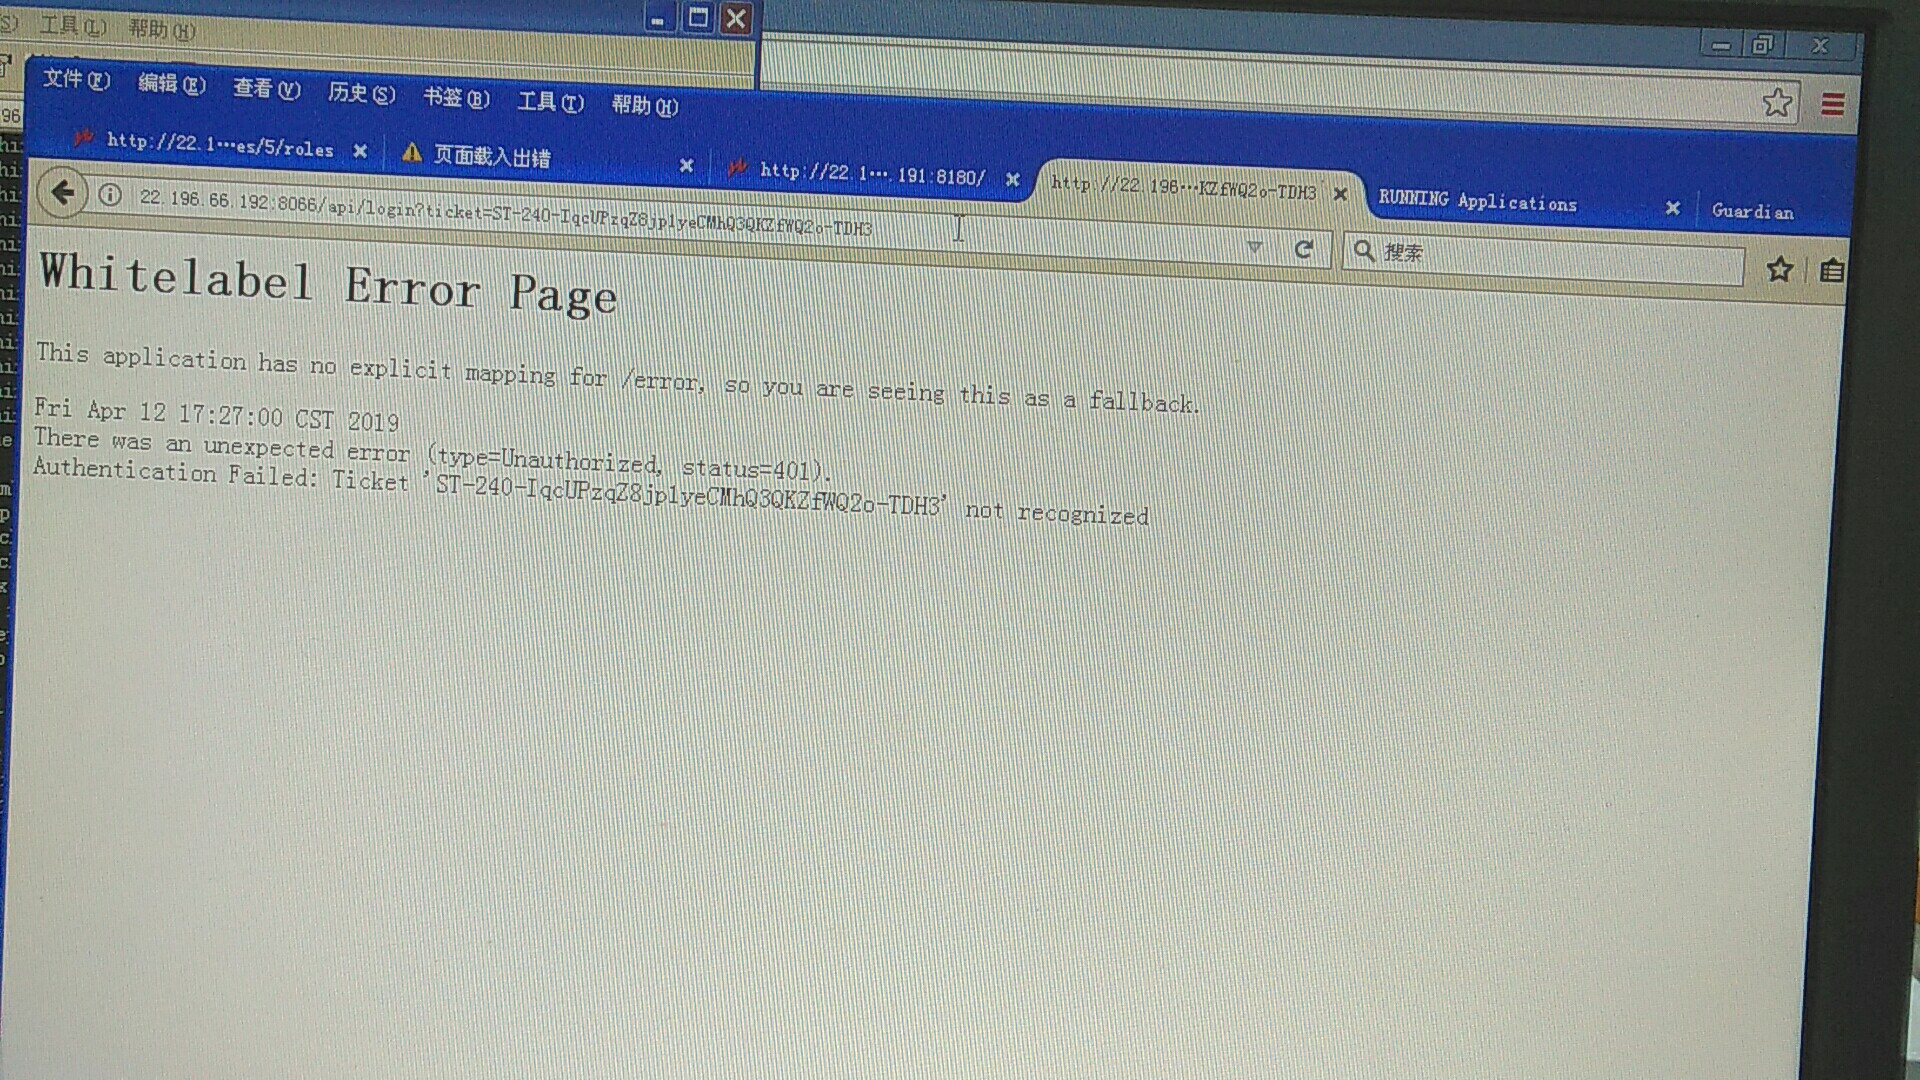 工具(L) 帮助(H)
文件(F) 编辑(E) 查看(V) 历史(S) 书签(B) 工具(T) 帮助(H)
http://22.1…es/5/roles 页面载入出错 http://22.1….191:8180/ http://22.196…KZfWQ2o-TDH3 RUNNING Applications Guardian
22.196.66.192:8066/api/login?ticket=ST-240-IqcUPzqZ8jp1yeCMhQ3QKZfWQ2o-TDH3 搜索
Whitelabel Error Page
This application has no explicit mapping for /error, so you are seeing this as a fallback.
Fri Apr 12 17:27:00 CST 2019
There was an unexpected error (type=Unauthorized, status=401).
Authentication Failed: Ticket 'ST-240-IqcUPzqZ8jp1yeCMhQ3QKZfWQ2o-TDH3' not recognized